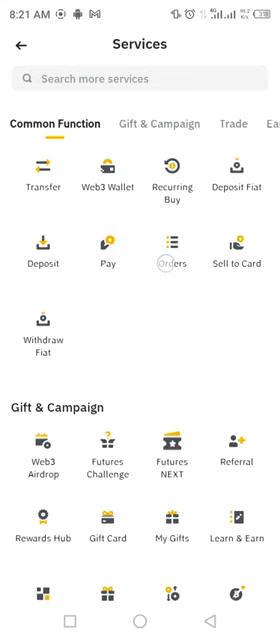 8:21 AM
4G
Services
Search more services
Common Function Gift & Campaign Trade Ea
Transfer Web3 Wallet Recurring Buy Deposit Fiat
Deposit Pay Orders Sell to Card
Withdraw Fiat
Gift & Campaign
Web3 Airdrop Futures Challenge Futures NEXT Referral
Rewards Hub Gift Card My Gifts Learn & Earn